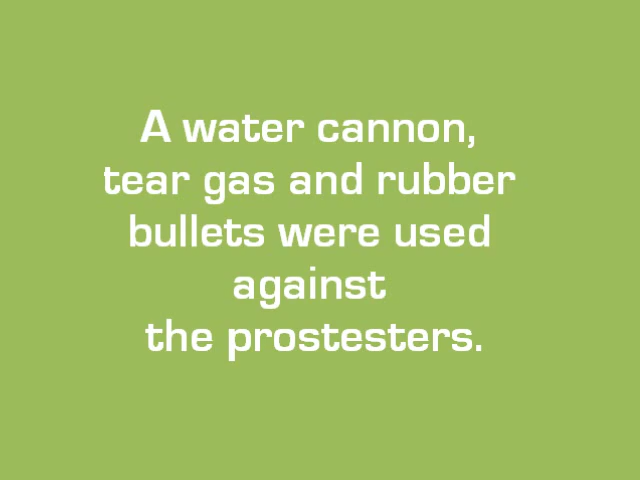 A water cannon,
tear gas and rubber
bullets were used
against
the prostesters.